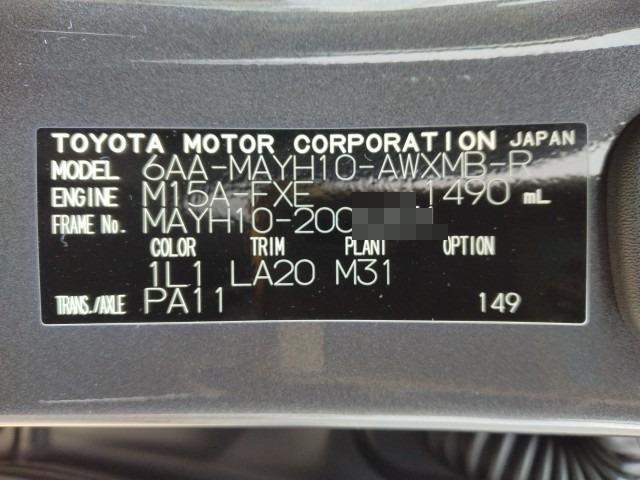 TOYOTA MOTOR CORPORATION JAPAN
MODEL 6AA-MAYH10-AWXMB-R
ENGINE M15A-FXE 1490 mL
FRAME No. MAYH10-200
COLOR TRIM PLANT OPTION
1L1 LA20 M31
TRANS./AXLE PA11 149